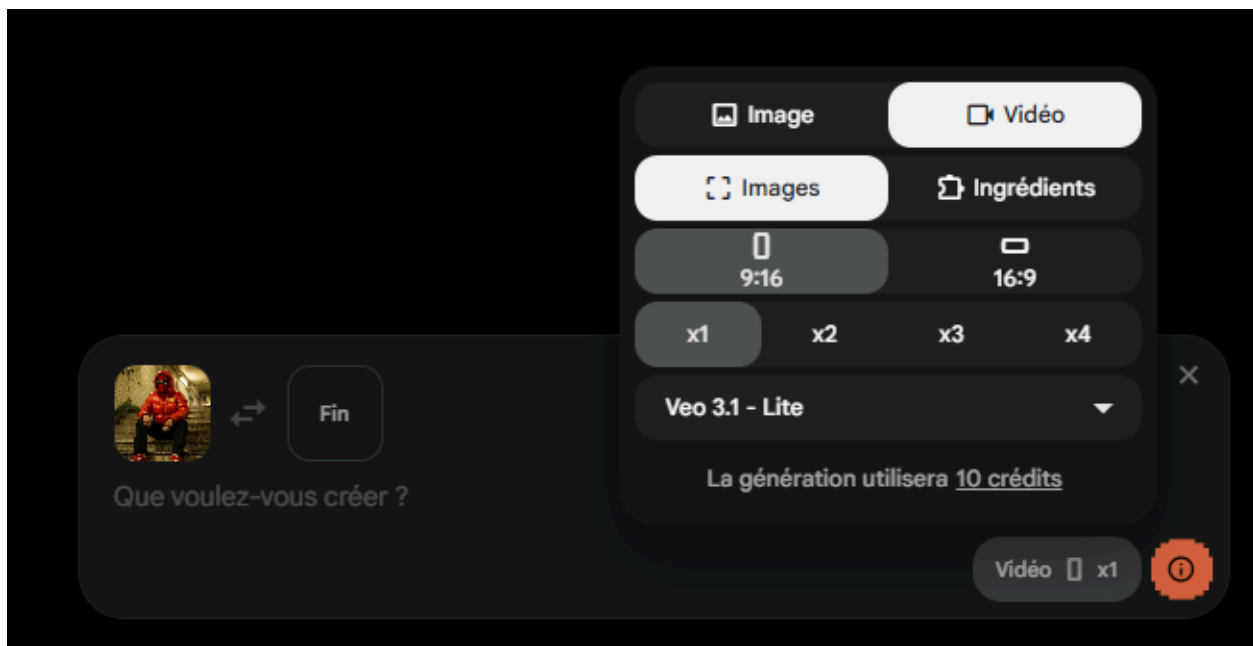 Image
Vidéo
Images
Ingrédients
9:16
16:9
x1
x2
x3
x4
Veo 3.1 - Lite
La génération utilisera 10 crédits
Fin
Que voulez-vous créer ?
Vidéo x1